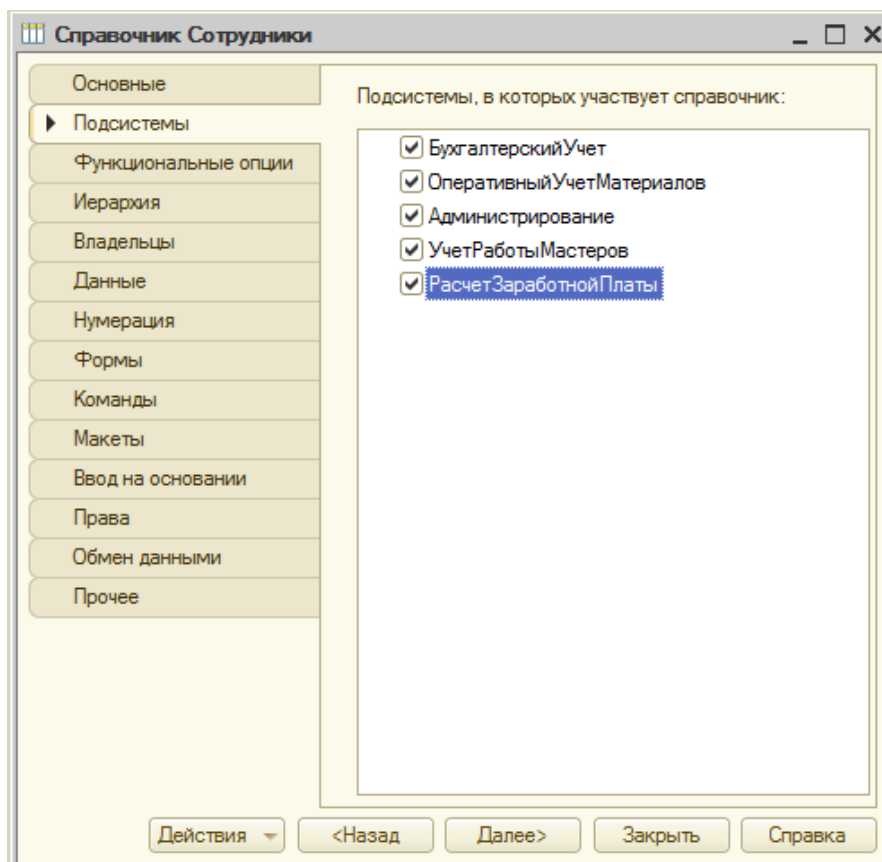 Справочник Сотрудники
Основные
Подсистемы
Функциональные опции
Иерархия
Владельцы
Данные
Нумерация
Формы
Команды
Макеты
Ввод на основании
Права
Обмен данными
Прочее
Подсистемы, в которых участвует справочник:
БухгалтерскийУчет
ОперативныйУчетМатериалов
Администрирование
УчетРаботыМастеров
РасчетЗаработнойПлаты
Действия <Назад Далее> Закрыть Справка